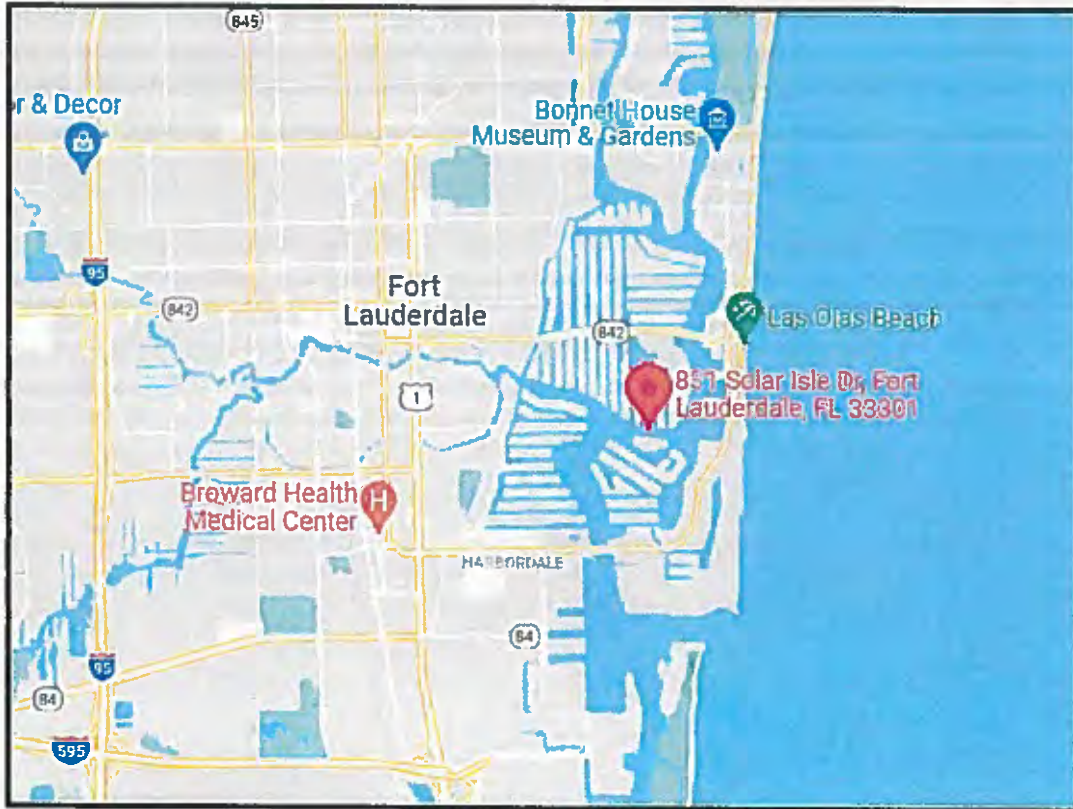 845
r & Decor
Bonnet House
Museum & Gardens
95
842
Fort
Lauderdale
842
Las Olas Beach
1
851 Solar Isle Dr, Fort
Lauderdale, FL 33301
Broward Health
Medical Center
H
HARBORDALE
84
95
84
595